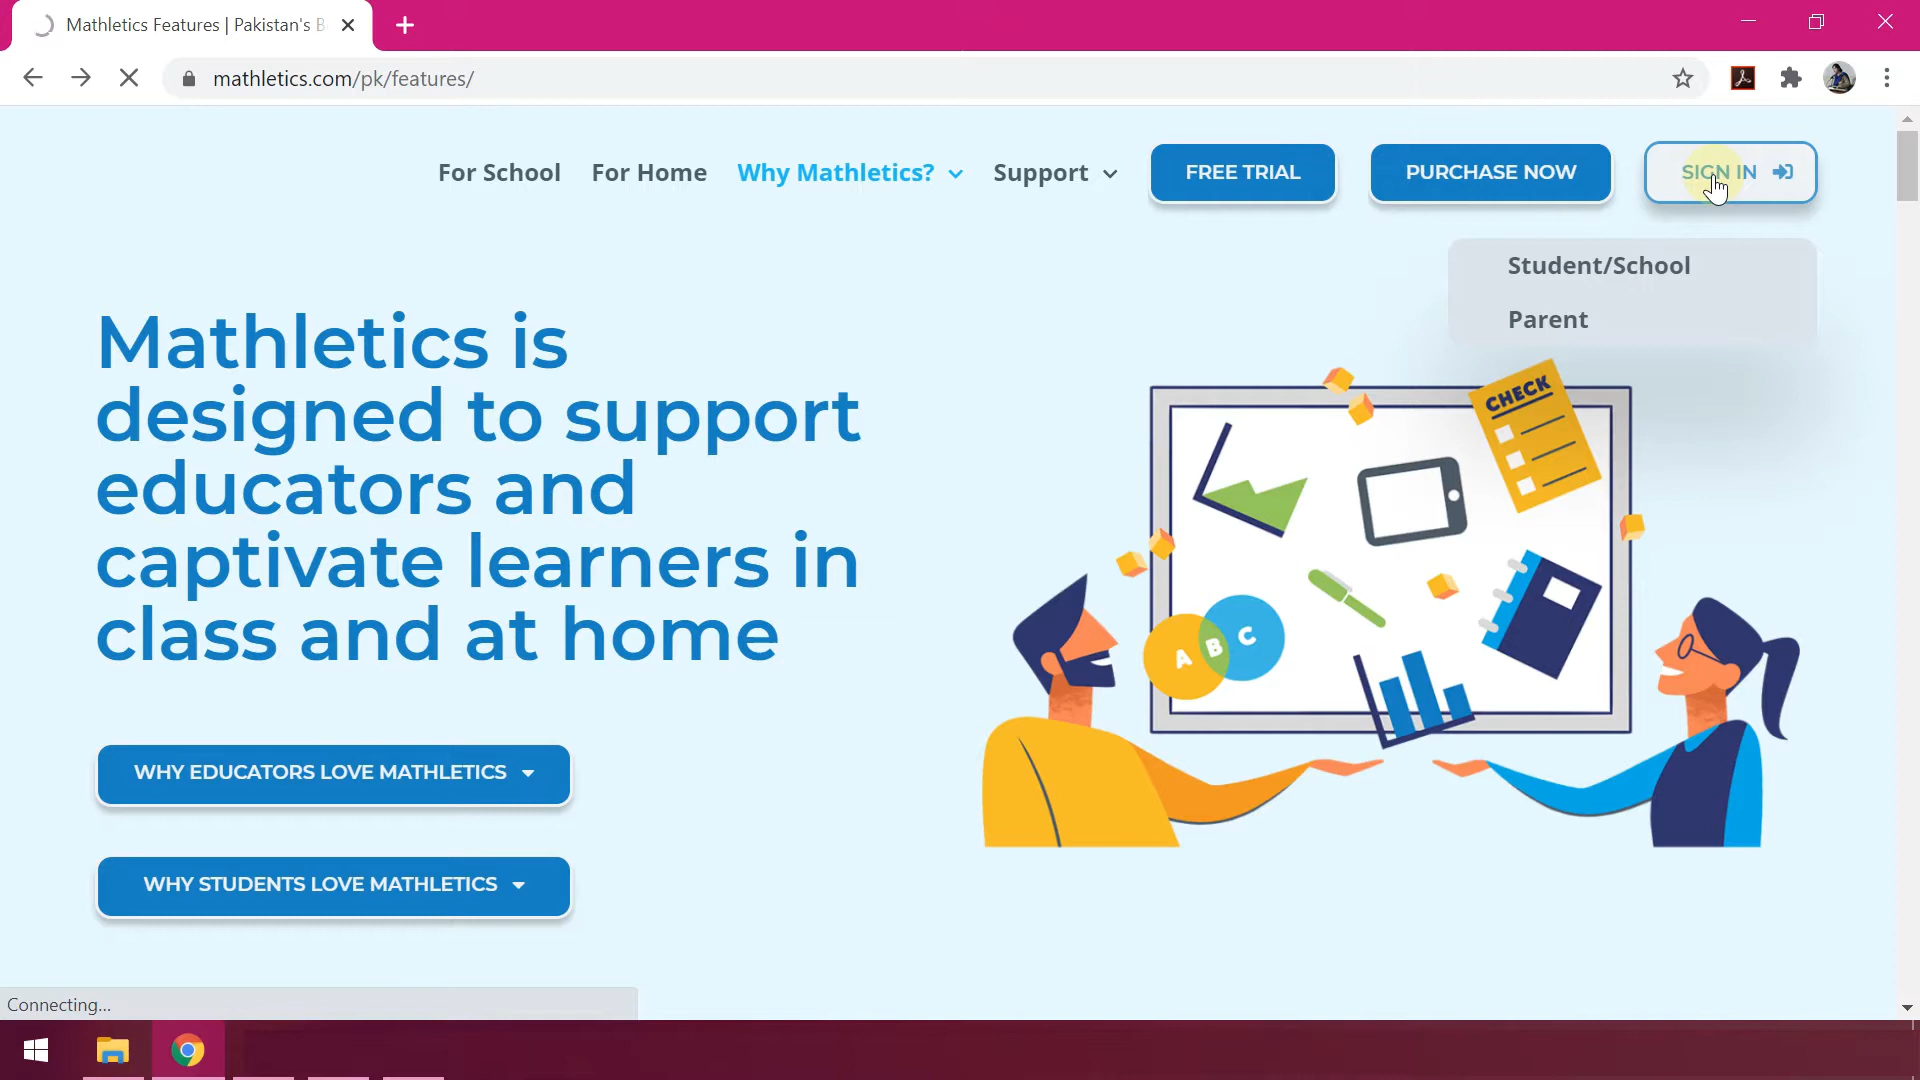 Mathletics Features | Pakistan's B
mathletics.com/pk/features/
For School
For Home
Why Mathletics?
Support
FREE TRIAL
PURCHASE NOW
SIGN IN
Student/School
Parent
Mathletics is
designed to support
educators and
captivate learners in
class and at home
CHECK
A B C
WHY EDUCATORS LOVE MATHLETICS
WHY STUDENTS LOVE MATHLETICS
Connecting...